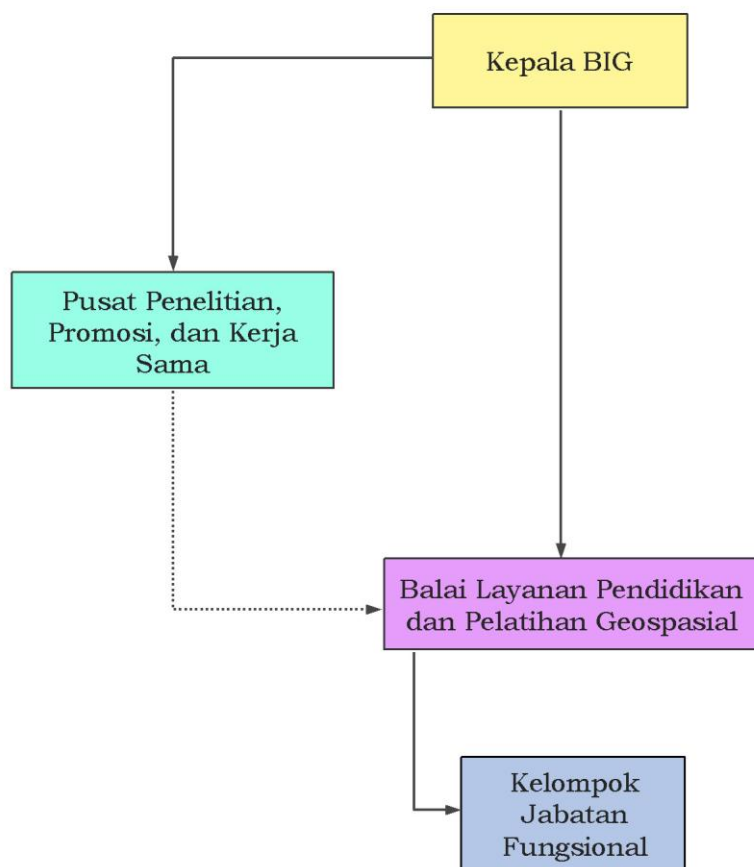 Kepala BIG
Pusat Penelitian,
Promosi, dan Kerja
Sama
Balai Layanan Pendidikan
dan Pelatihan Geospasial
Kelompok
Jabatan
Fungsional